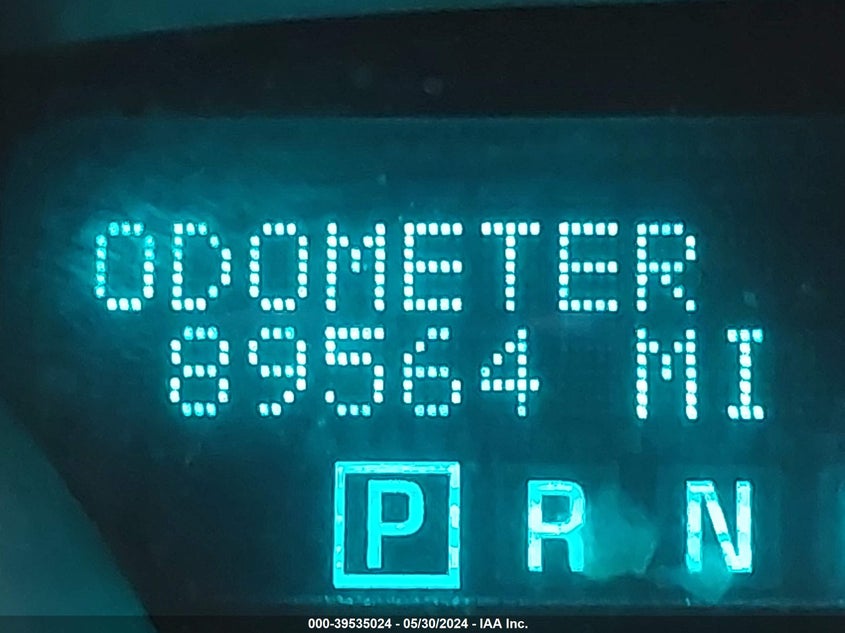 ODOMETER
89564 MI
P R N
000-39535024 - 05/30/2024 - IAA Inc.